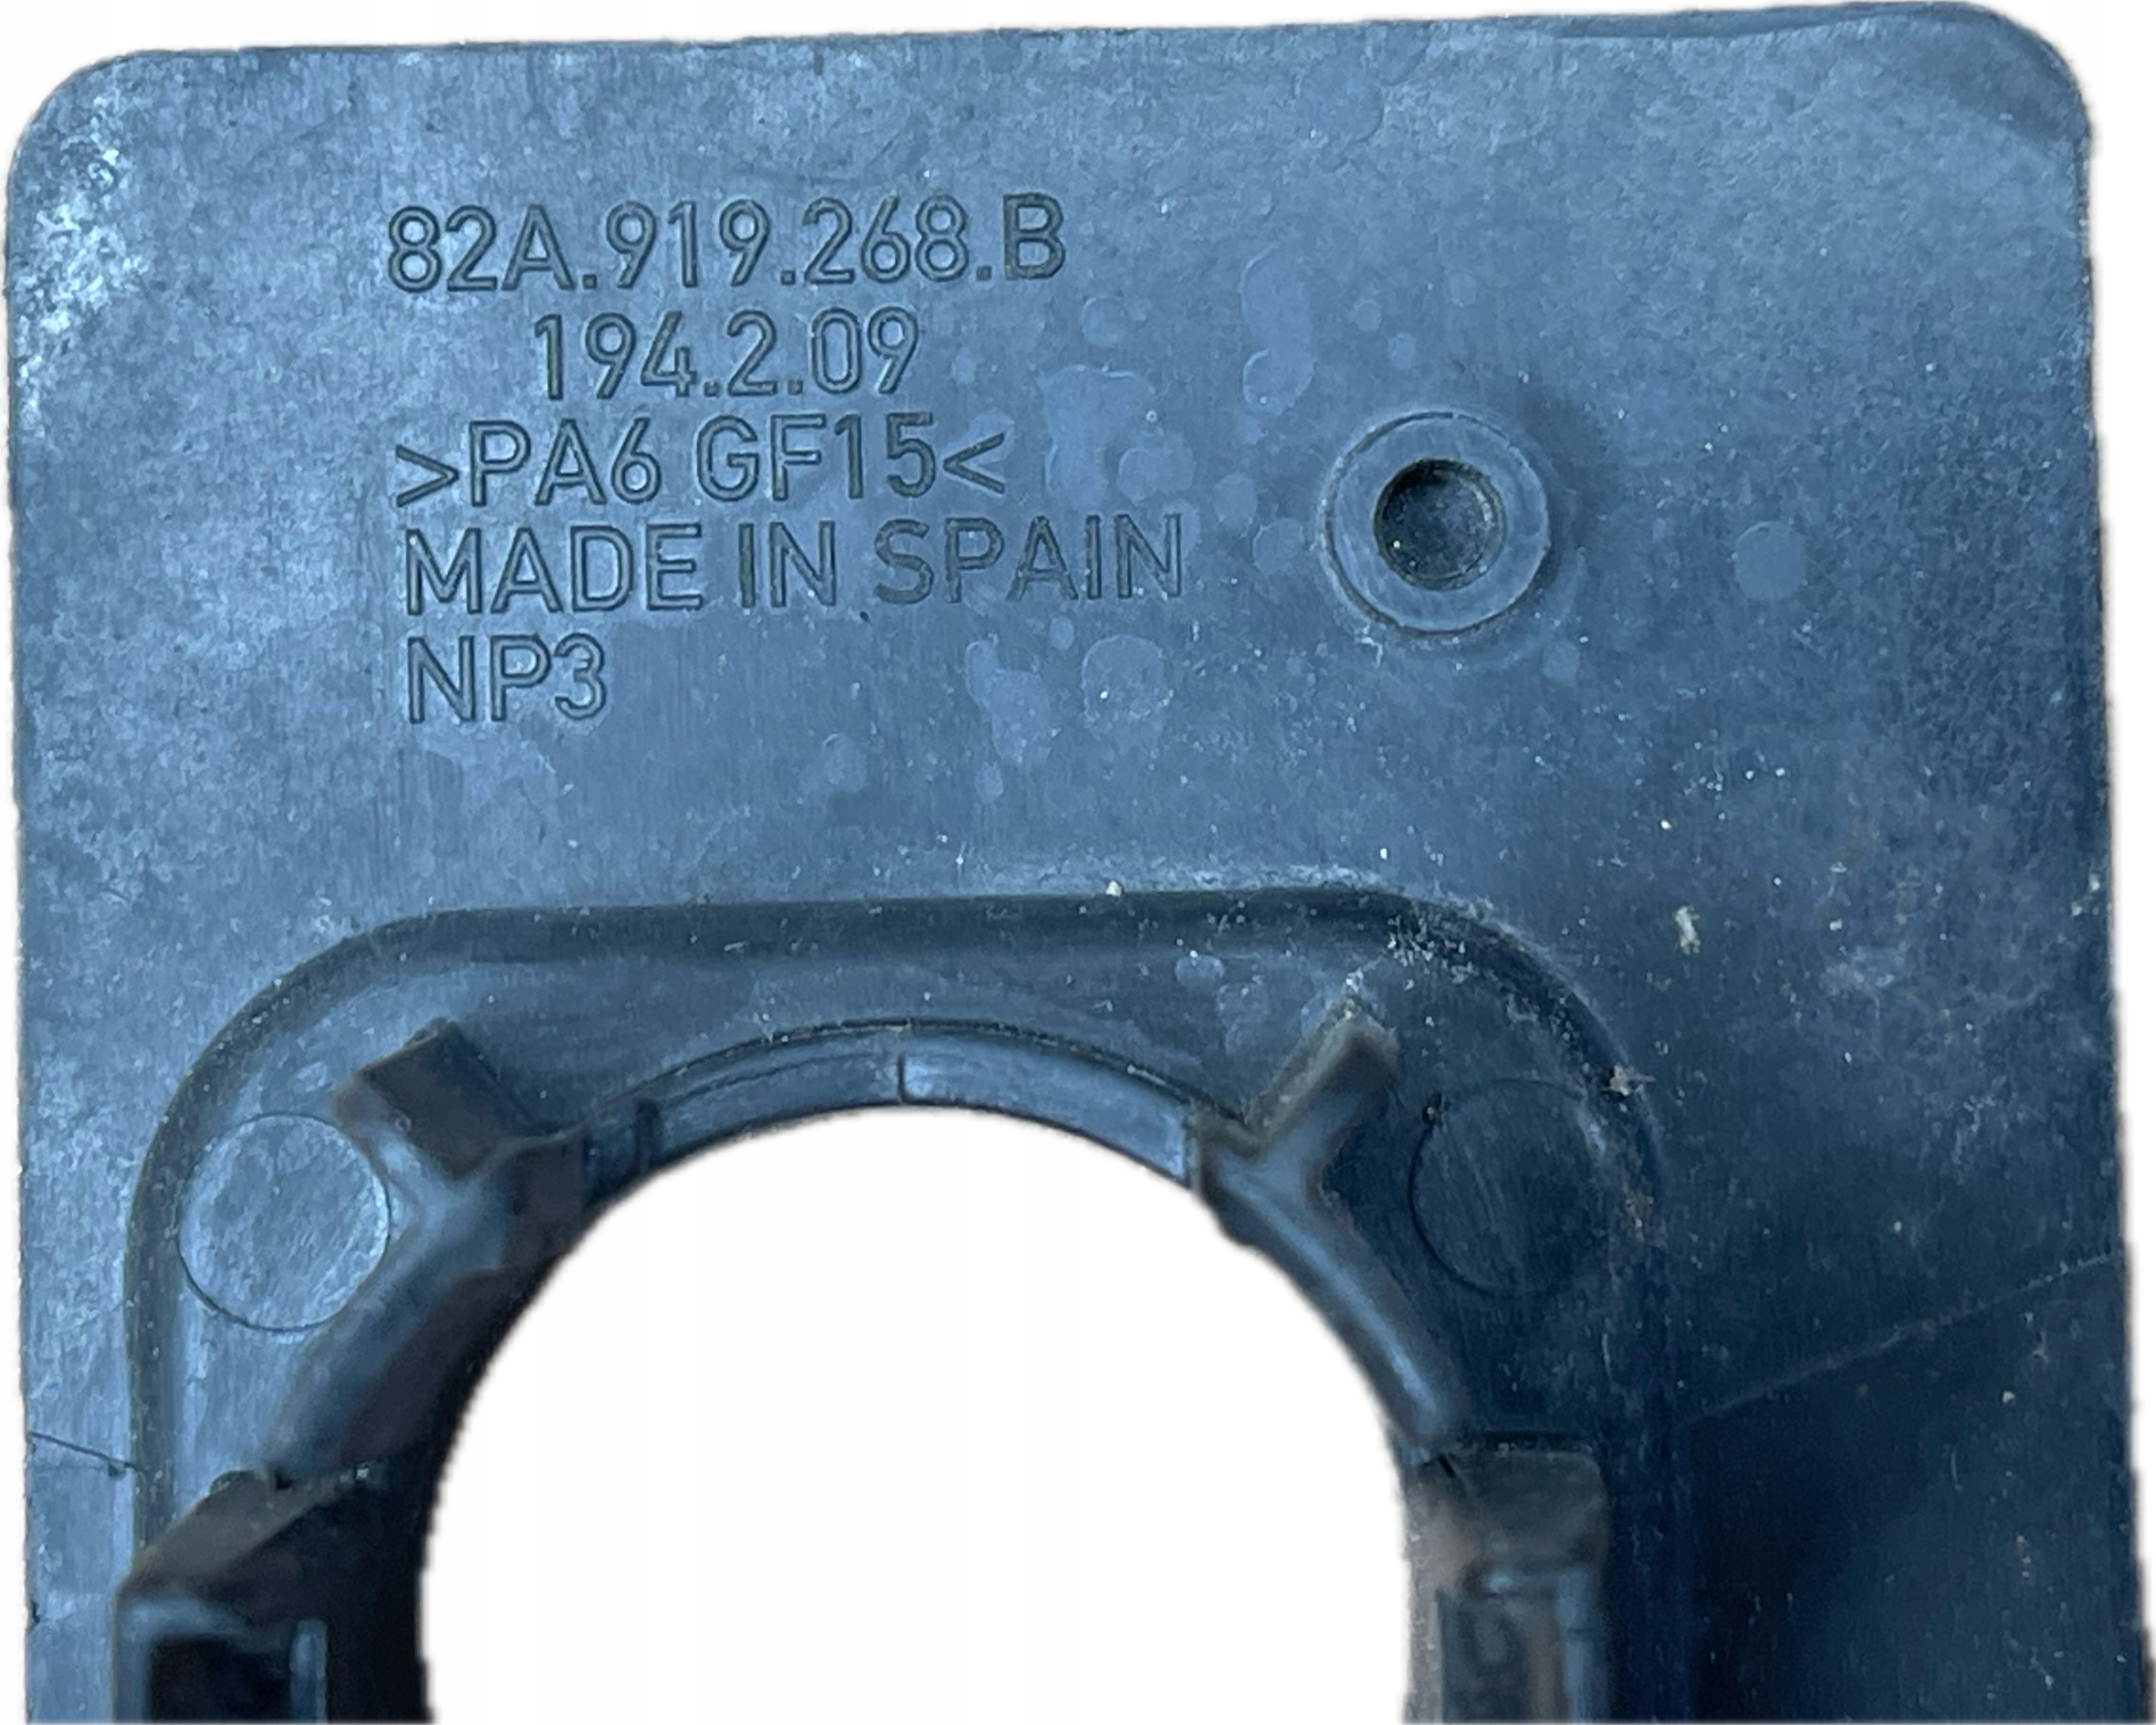 82A.919.268.B
194.2.09
>PA6 GF15<
MADE IN SPAIN
NP3